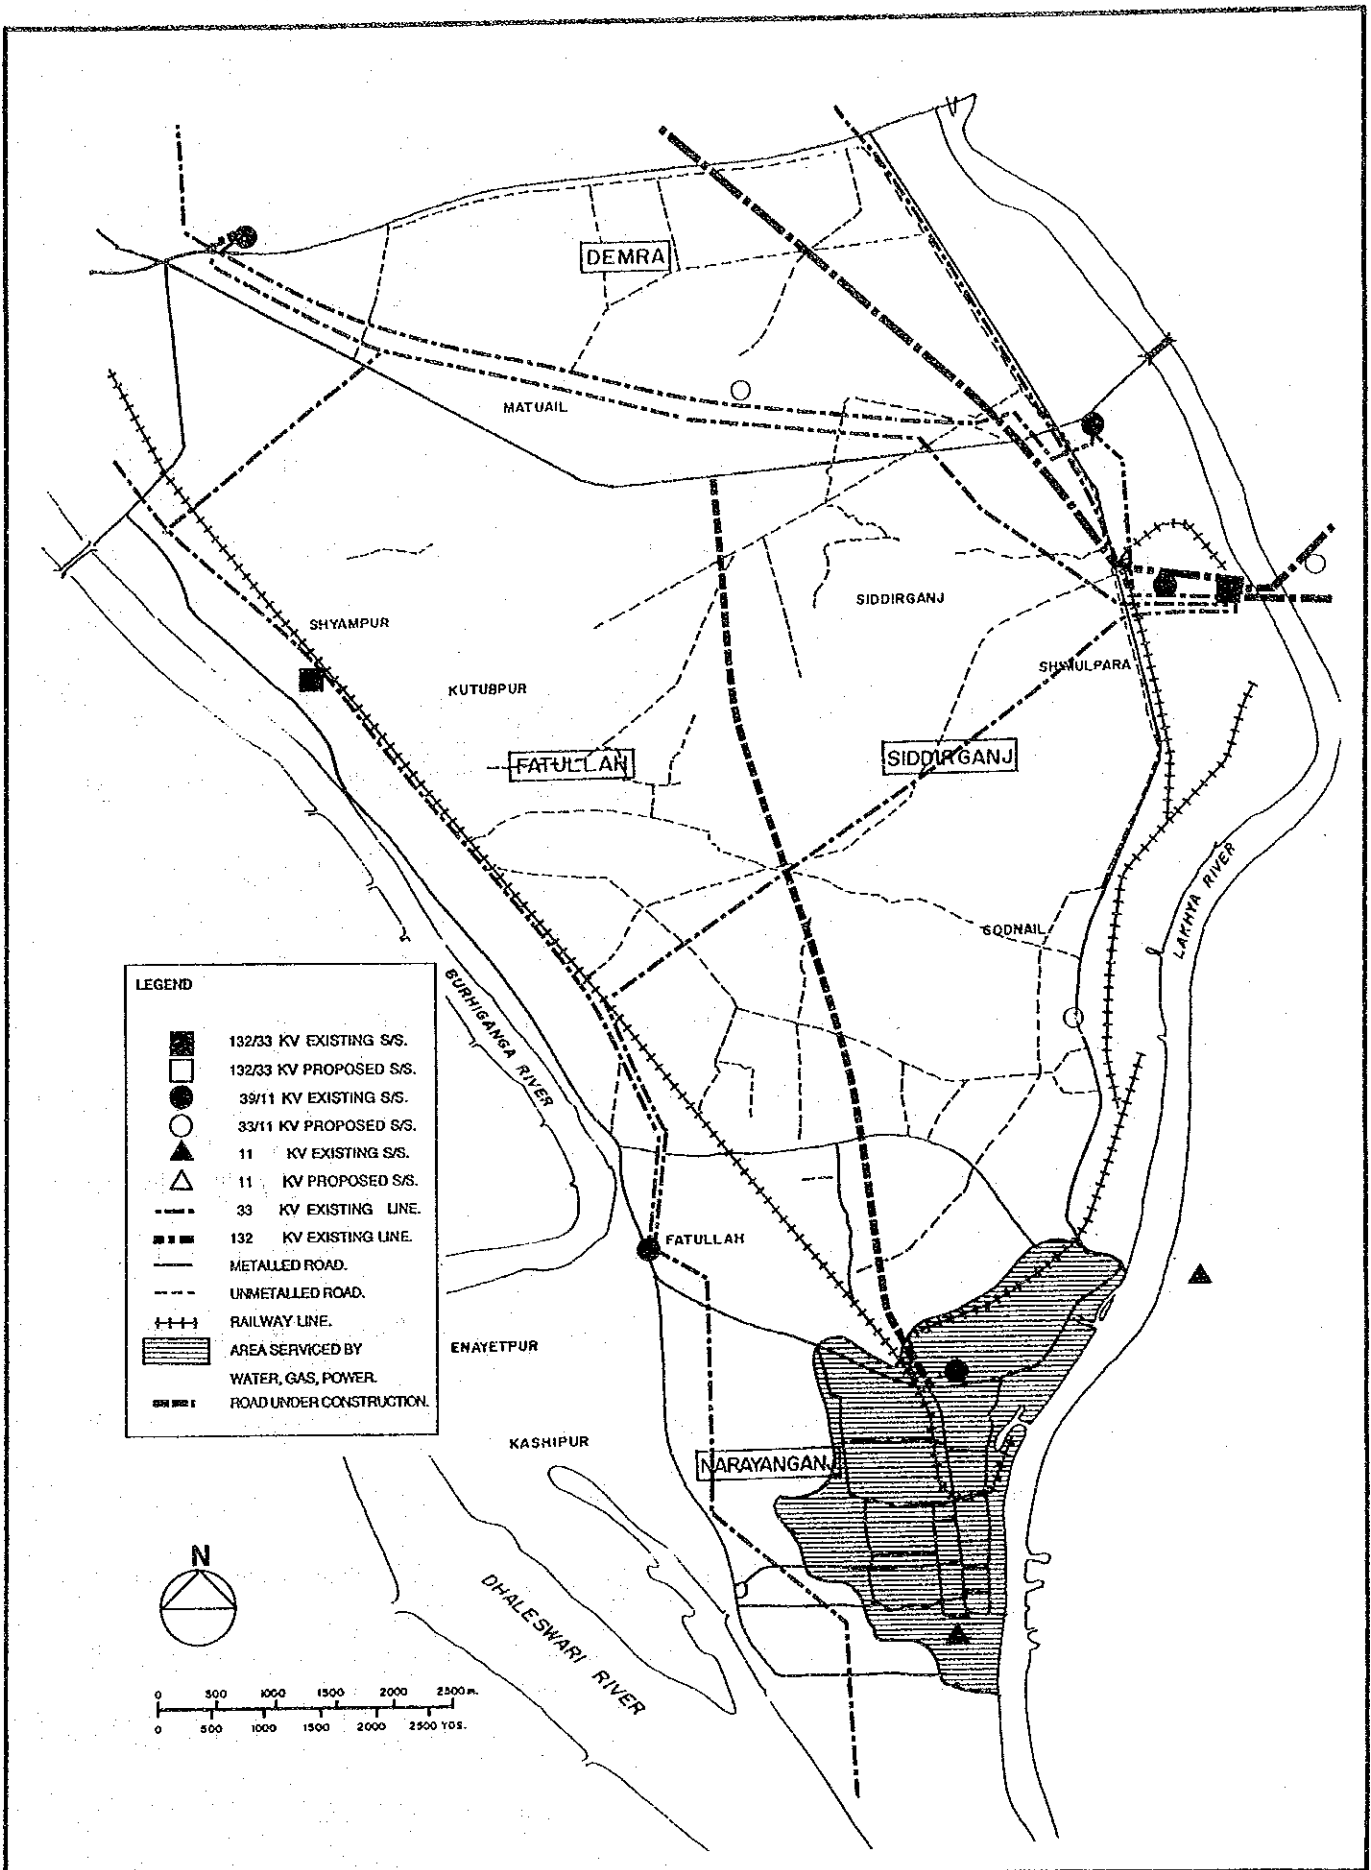 DEMRA
MATUAIL
SIDDIRGANJ
SHYAMPUR
KUTUBPUR
FATULLAH
SIDDIRGANJ
GODNAIL
LAKHYA RIVER
BURHIGANGA RIVER
LEGEND
132/33 KV EXISTING S/S.
132/33 KV PROPOSED S/S.
39/11 KV EXISTING S/S.
33/11 KV PROPOSED S/S.
11 KV EXISTING S/S.
11 KV PROPOSED S/S.
33 KV EXISTING LINE.
132 KV EXISTING LINE.
METALLED ROAD.
UNMETALLED ROAD.
RAILWAY LINE.
AREA SERVICED BY
WATER, GAS, POWER.
ROAD UNDER CONSTRUCTION.
FATULLAH
ENAYETPUR
KASHIPUR
NARAYANGANJ
DHALESWARI RIVER
N
0 500 1000 1500 2000 2500 m.
0 500 1000 1500 2000 2500 YDS.